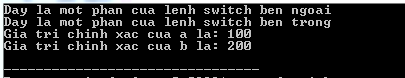 Day la mot phan cua lenh switch ben ngoai
Day la mot phan cua lenh switch ben trong
Gia tri chinh xac cua a la: 100
Gia tri chinh xac cua b la: 200
--------------------------------